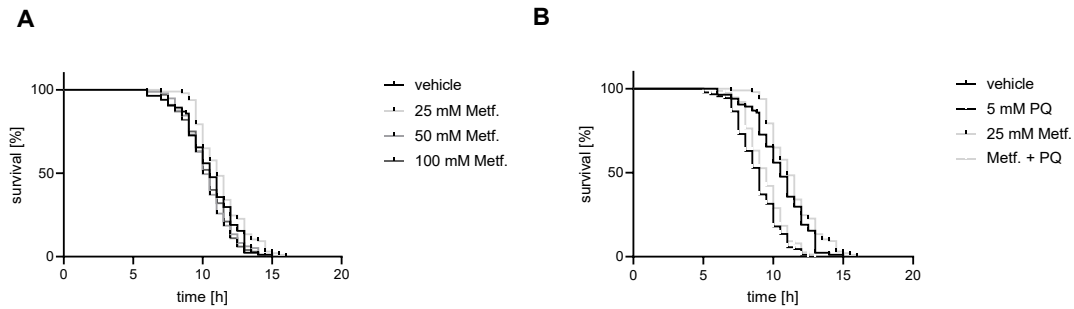 A
survival [%]
100
50
0
0 5 10 15 20
time [h]
vehicle
25 mM Metf.
50 mM Metf.
100 mM Metf.
B
survival [%]
100
50
0
0 5 10 15 20
time [h]
vehicle
5 mM PQ
25 mM Metf.
Metf. + PQ